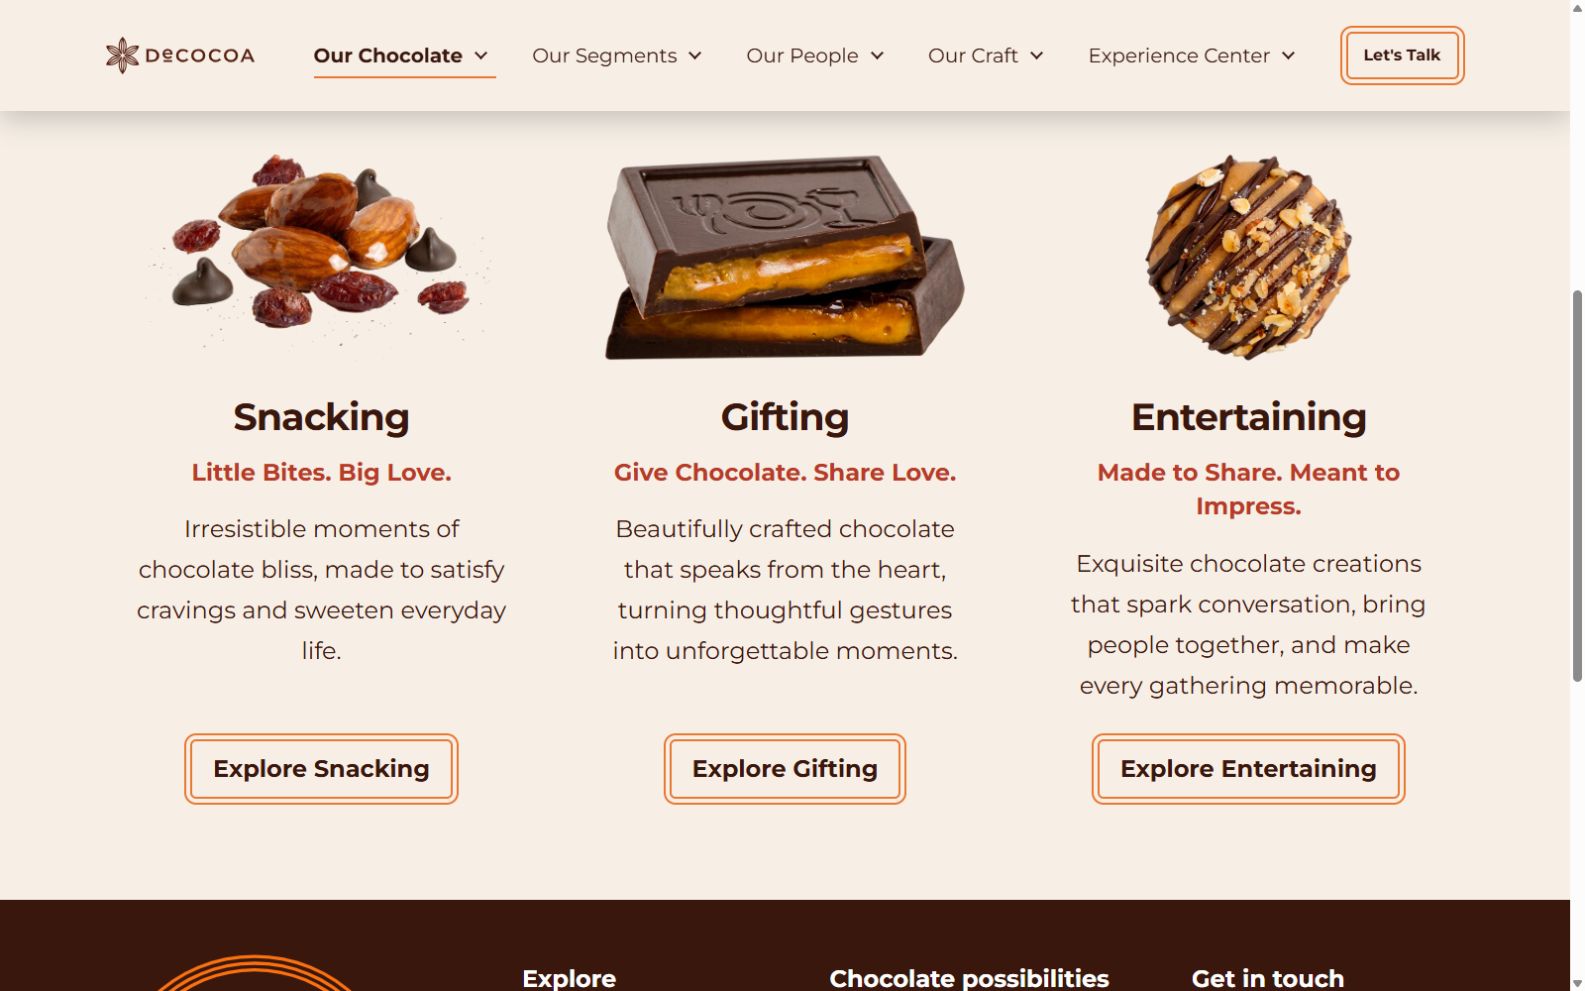 DeCOCOA
Our Chocolate
Our Segments
Our People
Our Craft
Experience Center
Let's Talk
Snacking
Little Bites. Big Love.
Irresistible moments of
chocolate bliss, made to satisfy
cravings and sweeten everyday
life.
Explore Snacking
Gifting
Give Chocolate. Share Love.
Beautifully crafted chocolate
that speaks from the heart,
turning thoughtful gestures
into unforgettable moments.
Explore Gifting
Entertaining
Made to Share. Meant to
Impress.
Exquisite chocolate creations
that spark conversation, bring
people together, and make
every gathering memorable.
Explore Entertaining
Explore
Chocolate possibilities
Get in touch